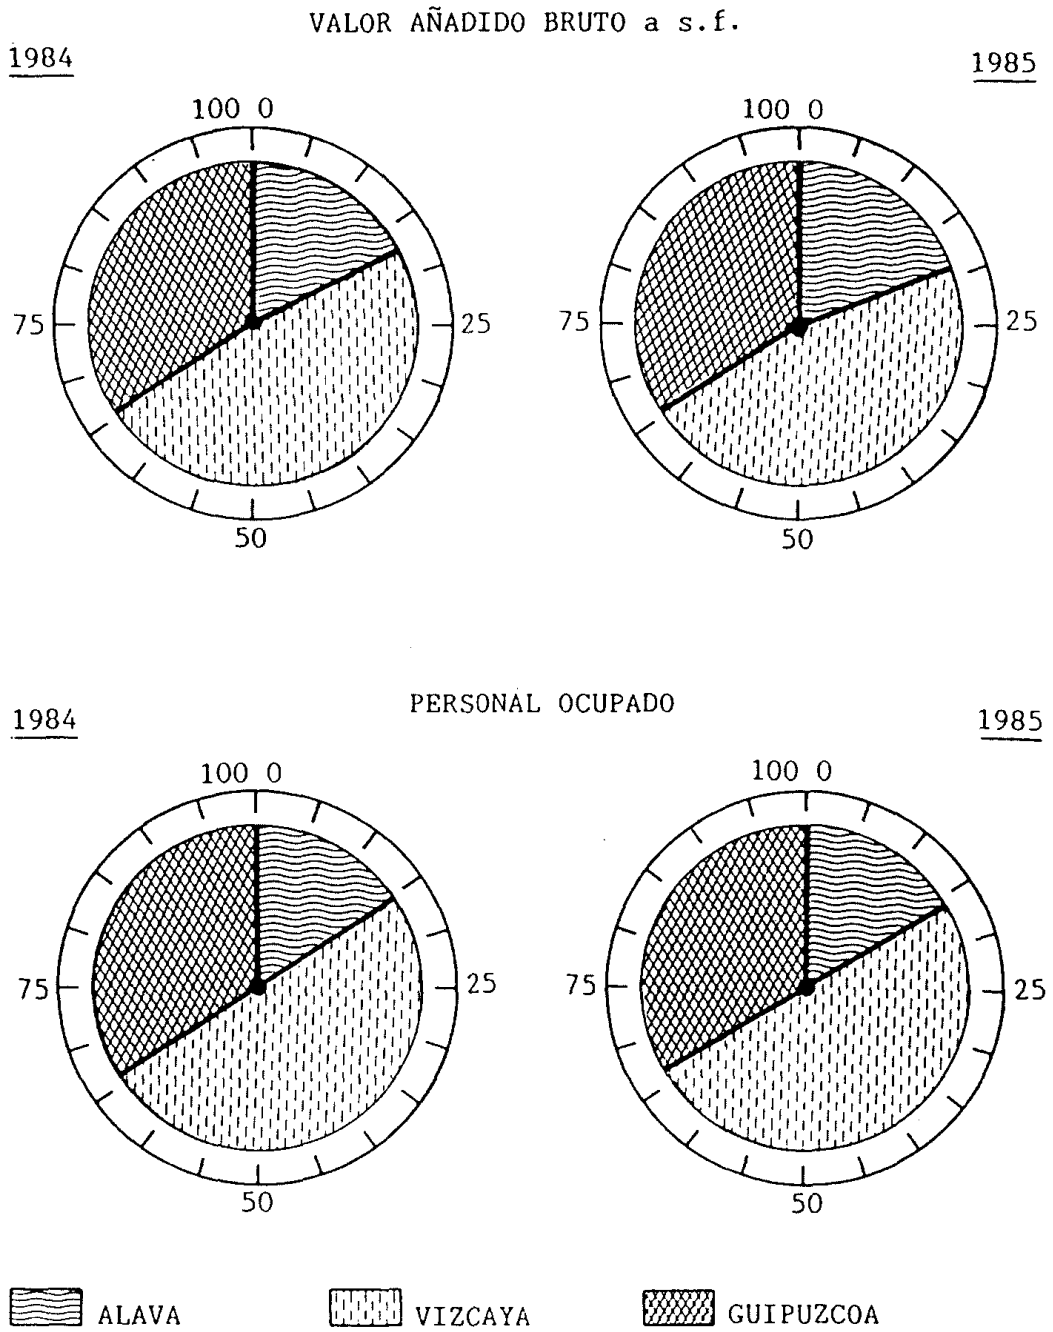 VALOR AÑADIDO BRUTO a s.f.
1984 1985
100 0 100 0
75 25 75 25
50 50
PERSONAL OCUPADO
1984 1985
100 0 100 0
75 25 75 25
50 50
ALAVA VIZCAYA GUIPUZCOA